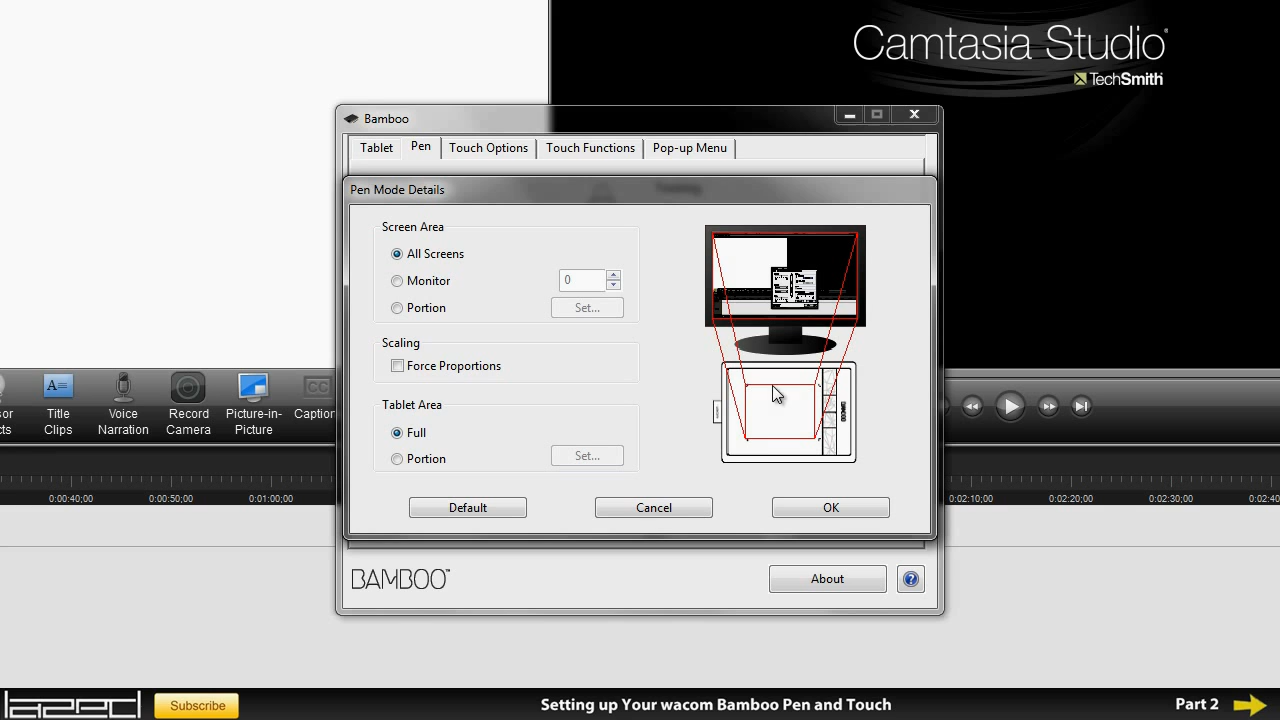 Camtasia Studio
TechSmith
Bamboo
Tablet Pen Touch Options Touch Functions Pop-up Menu
Pen Mode Details
Screen Area
All Screens
Monitor 0
Portion Set...
Scaling
Force Proportions
Tablet Area
Full
Portion Set...
Default Cancel OK
BAMBOO™
About ?
A=
CC
Title Clips
Voice Narration
Record Camera
Picture-in-Picture
0:00:40;00 0:00:50;00 0:01:00;00 0:02:10;00 0:02:20;00 0:02:30;00
Subscribe
Setting up Your wacom Bamboo Pen and Touch
Part 2